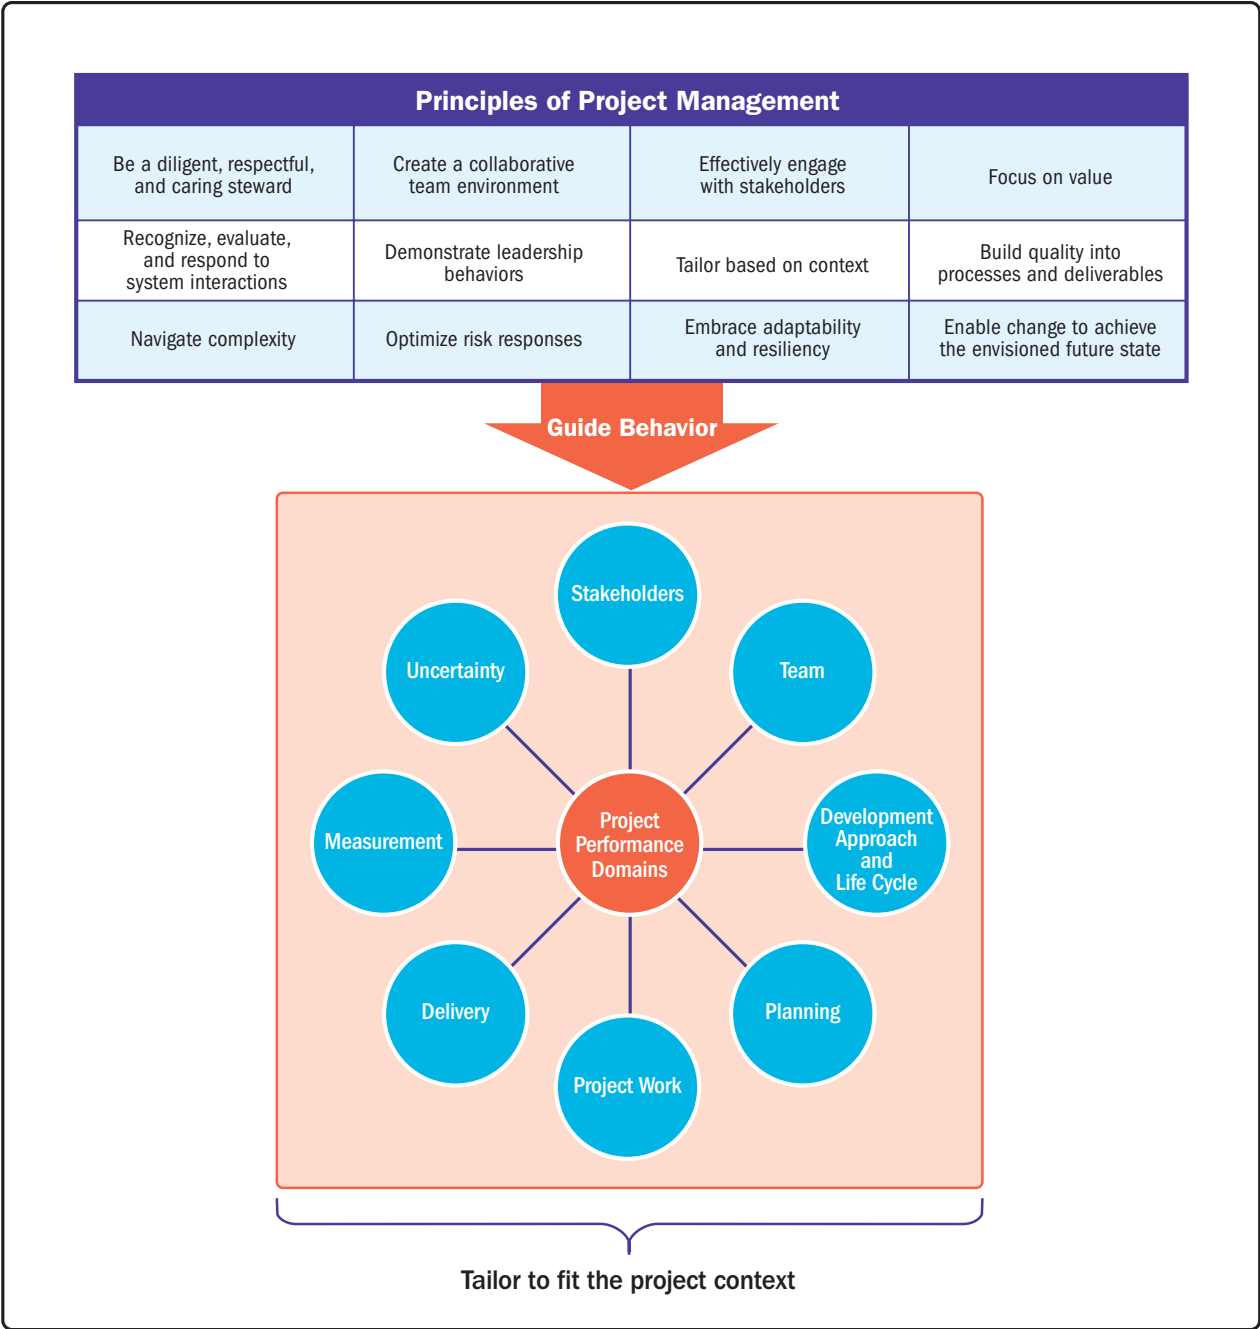 Principles of Project Management
Be a diligent, respectful,
and caring steward
Create a collaborative
team environment
Effectively engage
with stakeholders
Focus on value
Recognize, evaluate,
and respond to
system interactions
Demonstrate leadership
behaviors
Tailor based on context
Build quality into
processes and deliverables
Navigate complexity
Optimize risk responses
Embrace adaptability
and resiliency
Enable change to achieve
the envisioned future state
Guide Behavior
Stakeholders
Uncertainty
Team
Measurement
Project
Performance
Domains
Development
Approach
and
Life Cycle
Delivery
Planning
Project Work
Tailor to fit the project context